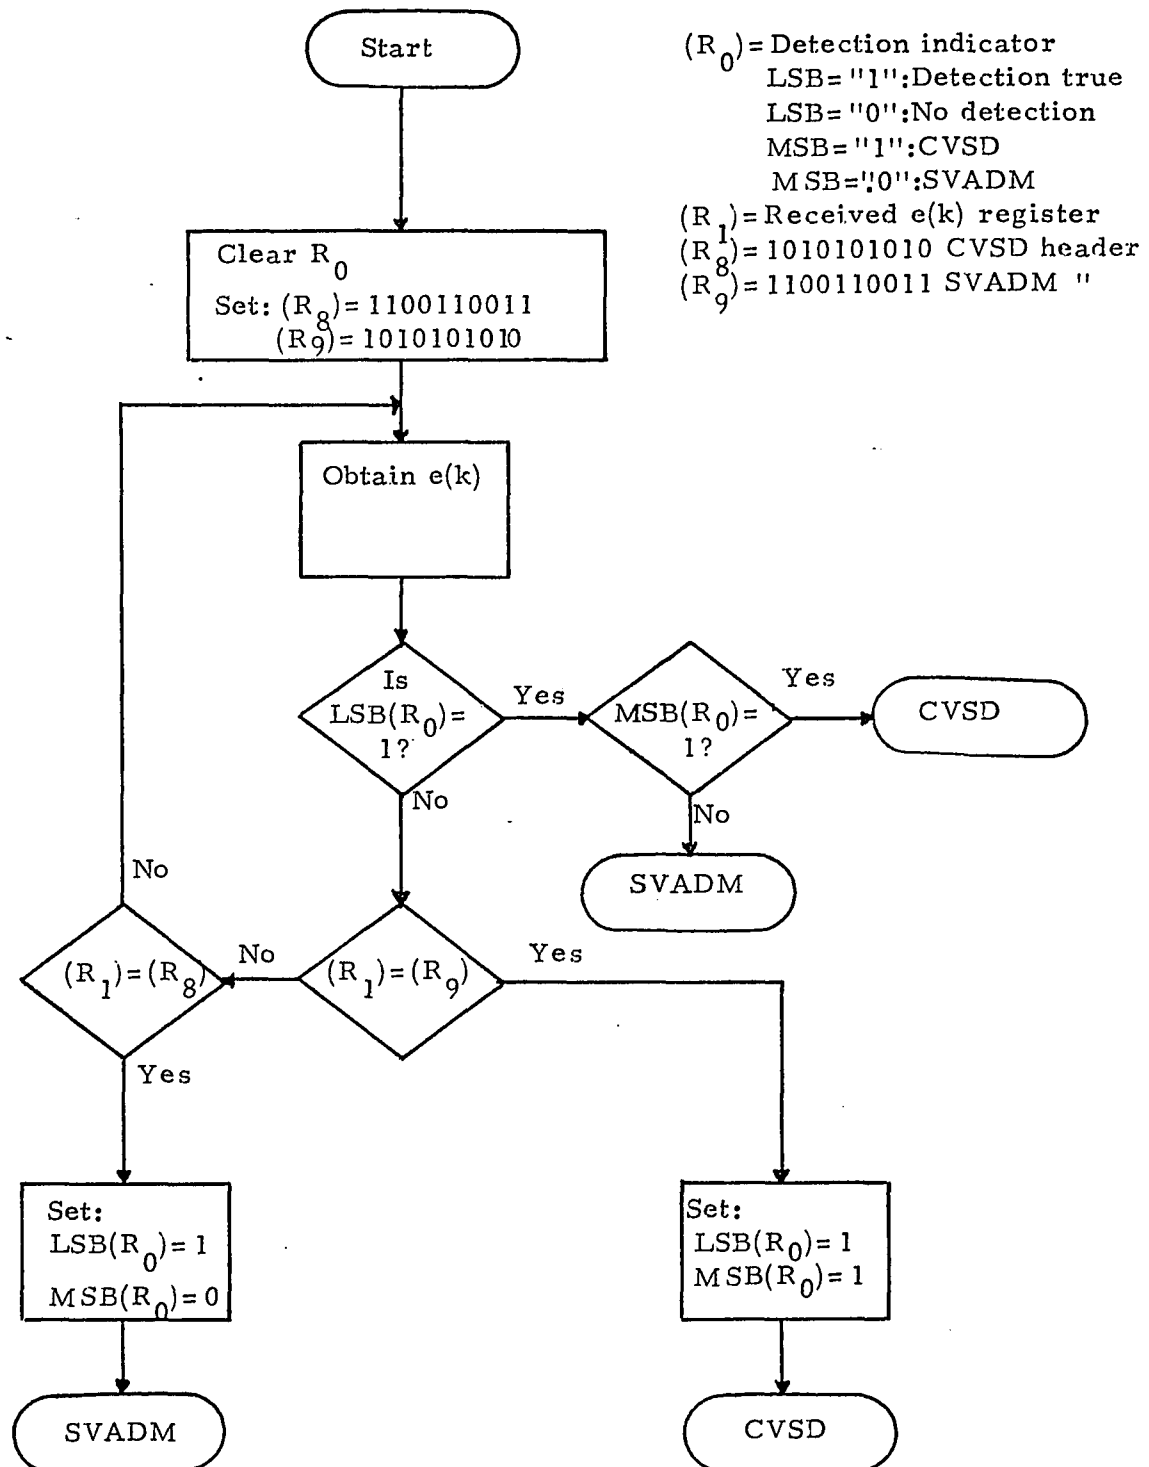 Start
(R0)= Detection indicator
LSB= "1":Detection true
LSB= "0":No detection
MSB= "1":CVSD
MSB="0":SVADM
(R1)= Received e(k) register
(R8)= 1010101010 CVSD header
(R9)= 1100110011 SVADM "
Clear R0
Set: (R8)= 1100110011
(R9)= 1010101010
Obtain e(k)
Is
LSB(R0)=
1?
Yes
No
MSB(R0)=
1?
Yes
No
CVSD
SVADM
(R1)=(R9)
No
Yes
(R1)=(R8)
No
Yes
Set:
LSB(R0)= 1
MSB(R0)= 0
SVADM
Set:
LSB(R0)= 1
MSB(R0)= 1
CVSD